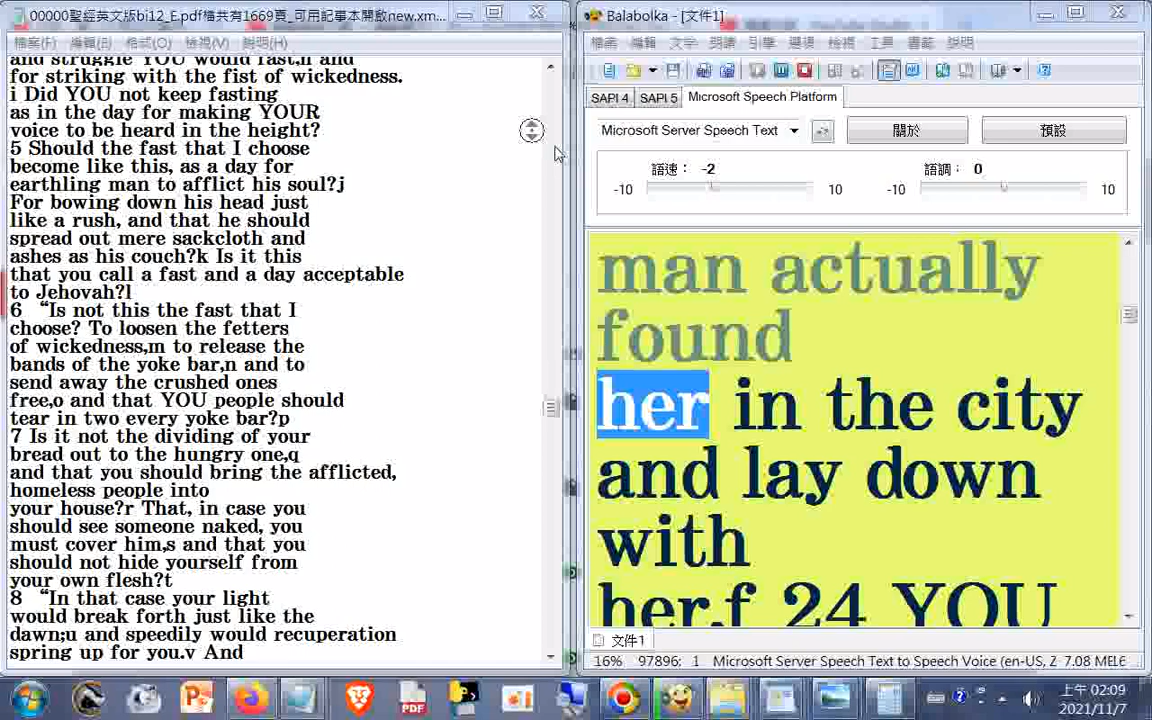 00000聖經英文版bi12_E.pdf檔共有1669頁_可用記事本開啟new.xm...
檔案(F) 編輯(E) 格式(O) 檢視(V) 說明(H)
and struggle YOU would fast,h and
for striking with the fist of wickedness.
i Did YOU not keep fasting
as in the day for making YOUR
voice to be heard in the height?
5 Should the fast that I choose
become like this, as a day for
earthling man to afflict his soul?j
For bowing down his head just
like a rush, and that he should
spread out mere sackcloth and
ashes as his couch?k Is it this
that you call a fast and a day acceptable
to Jehovah?l
6 “Is not this the fast that I
choose? To loosen the fetters
of wickedness,m to release the
bands of the yoke bar,n and to
send away the crushed ones
free,o and that YOU people should
tear in two every yoke bar?p
7 Is it not the dividing of your
bread out to the hungry one,q
and that you should bring the afflicted,
homeless people into
your house?r That, in case you
should see someone naked, you
must cover him,s and that you
should not hide yourself from
your own flesh?t
8 “In that case your light
would break forth just like the
dawn;u and speedily would recuperation
spring up for you.v And
Balabolka - [文件1]
檔案 編輯 文字 朗讀 引擎 選項 檢視 工具 書籤 說明
SAPI 4 SAPI 5 Microsoft Speech Platform
Microsoft Server Speech Text 關於 預設
語速： -2 語調： 0
-10 10 -10 10
man actually
found
her in the city
and lay down
with
her,f 24 YOU
文件1
16% 97896; 1 Microsoft Server Speech Text to Speech Voice (en-US, Z 7.08 МБ
PDF
上午 02:09
2021/11/7